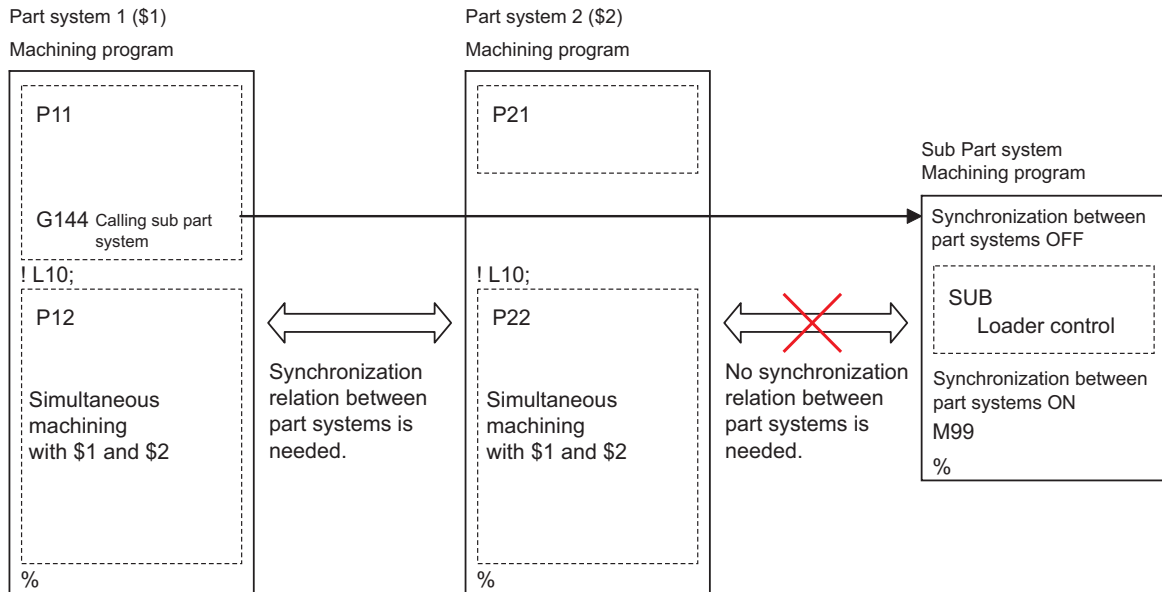 Part system 1 ($1)
Machining program
P11
G144 Calling sub part
system
! L10;
P12
Simultaneous
machining
with $1 and $2
%
Synchronization
relation between
part systems is
needed.
Part system 2 ($2)
Machining program
P21
! L10;
P22
Simultaneous
machining
with $1 and $2
%
No synchronization
relation between
part systems is
needed.
Sub Part system
Machining program
Synchronization between
part systems OFF
SUB
Loader control
Synchronization between
part systems ON
M99
%